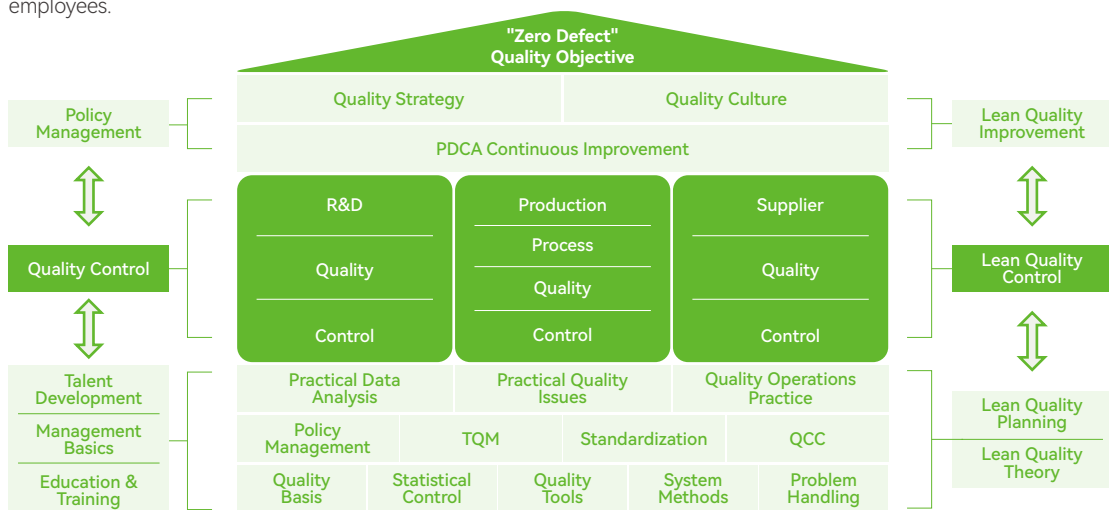 employees.
"Zero Defect"
Quality Objective
Quality Strategy
Quality Culture
PDCA Continuous Improvement
Policy
Management
Quality Control
Talent
Development
Management
Basics
Education &
Training
R&D
Quality
Control
Production
Process
Quality
Control
Supplier
Quality
Control
Practical Data
Analysis
Practical Quality
Issues
Quality Operations
Practice
Policy
Management
TQM
Standardization
QCC
Quality
Basis
Statistical
Control
Quality
Tools
System
Methods
Problem
Handling
Lean Quality
Improvement
Lean Quality
Control
Lean Quality
Planning
Lean Quality
Theory